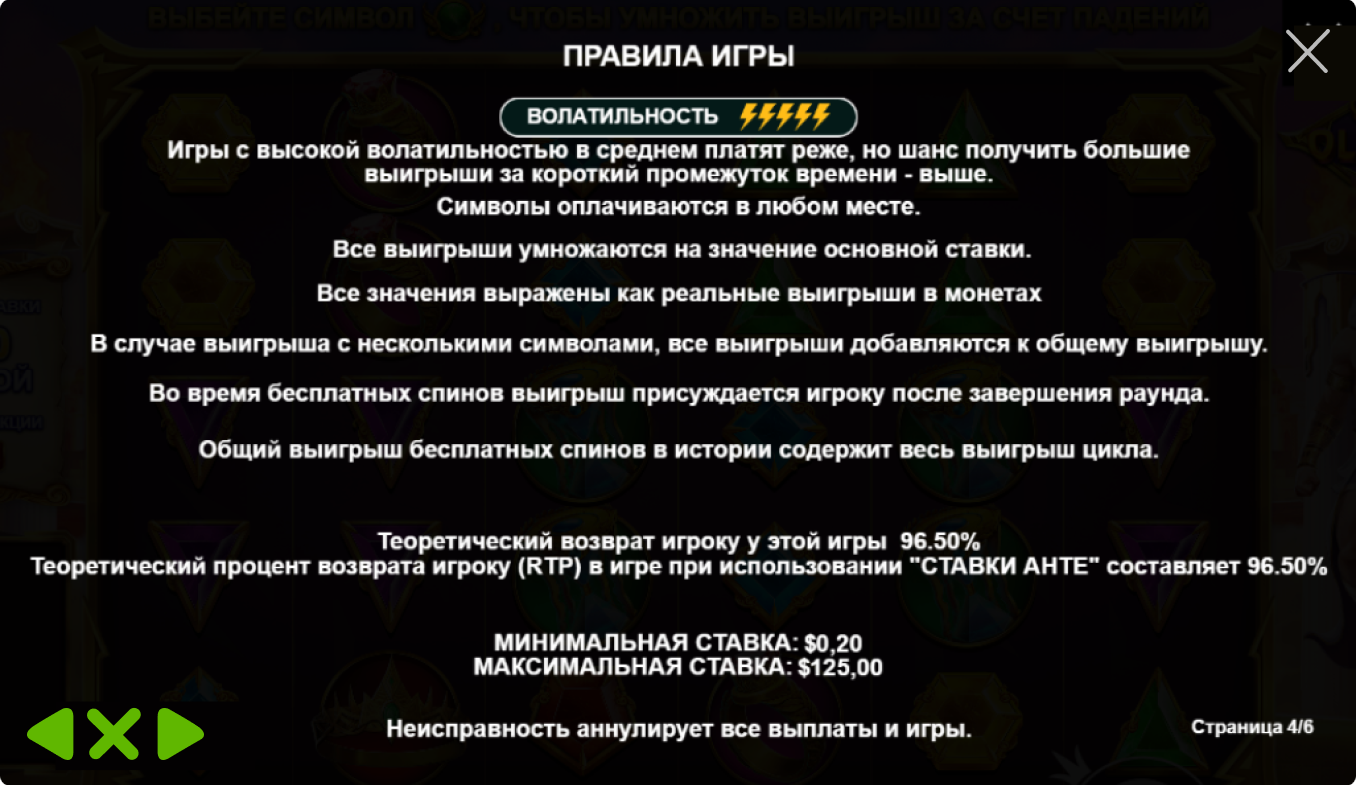 ВЫБЕЙТЕ СИМВОЛ , ЧТОБЫ УМНОЖИТЬ ВЫИГРЫШ ЗА СЧЕТ ПАДЕНИЙ
ПРАВИЛА ИГРЫ
ВОЛАТИЛЬНОСТЬ
Игры с высокой волатильностью в среднем платят реже, но шанс получить большие
выигрыши за короткий промежуток времени - выше.
Символы оплачиваются в любом месте.
Все выигрыши умножаются на значение основной ставки.
Все значения выражены как реальные выигрыши в монетах
В случае выигрыша с несколькими символами, все выигрыши добавляются к общему выигрышу.
Во время бесплатных спинов выигрыш присуждается игроку после завершения раунда.
Общий выигрыш бесплатных спинов в истории содержит весь выигрыш цикла.
Теоретический возврат игроку у этой игры 96.50%
Теоретический процент возврата игроку (RTP) в игре при использовании "СТАВКИ АНТЕ" составляет 96.50%
МИНИМАЛЬНАЯ СТАВКА: $0,20
МАКСИМАЛЬНАЯ СТАВКА: $125,00
Неисправность аннулирует все выплаты и игры.
Страница 4/6